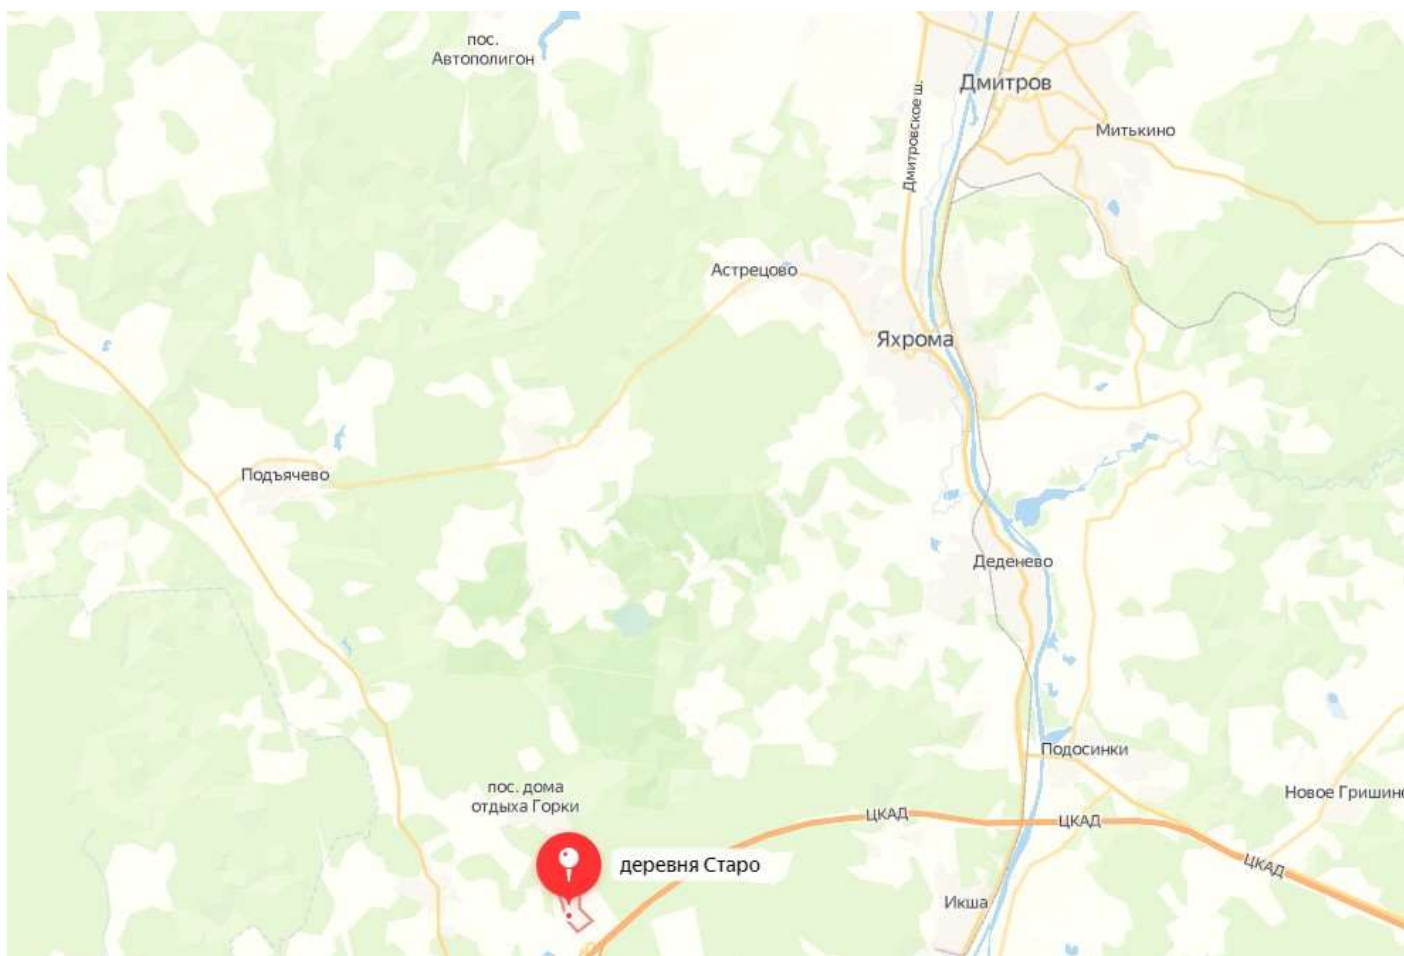 пос.
Автополигон
Дмитров
Дмитровское ш.
Митькино
Астрецово
Яхрома
Подъячево
Деденево
Подосинки
пос. дома
отдыха Горки
Новое Гришино
ЦКАД
ЦКАД
ЦКАД
деревня Старо
Икша